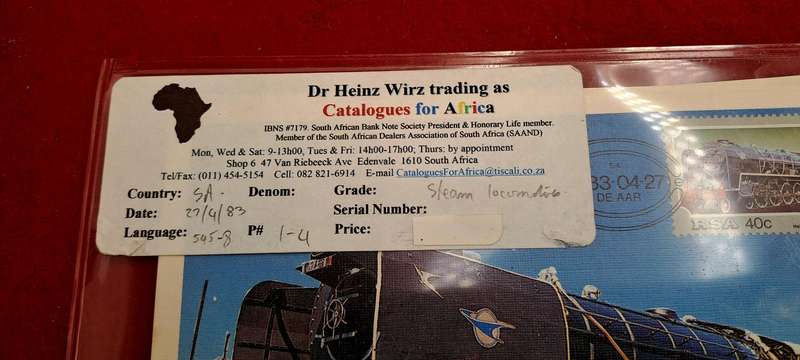 Dr Heinz Wirz trading as
Catalogues for Africa
IBNS #7179. South African Bank Note Society President & Honorary Life member.
Member of the South African Dealers Association of South Africa (SAAND)
Mon, Wed & Sat: 9-13h00, Tues & Fri: 14h00-17h00; Thurs: by appointment
Shop 6 47 Van Riebeeck Ave Edenvale 1610 South Africa
Tel/Fax: (011) 454-5154 Cell: 082 821-6914 E-mail CataloguesForAfrica@tiscali.co.za
Country: SA. Denom: Grade: Steam locomotives
Date: 27/4/83 Serial Number:
Language: 545-8 P# 1-4 Price:
83-04-27
DE AAR
RSA 40c